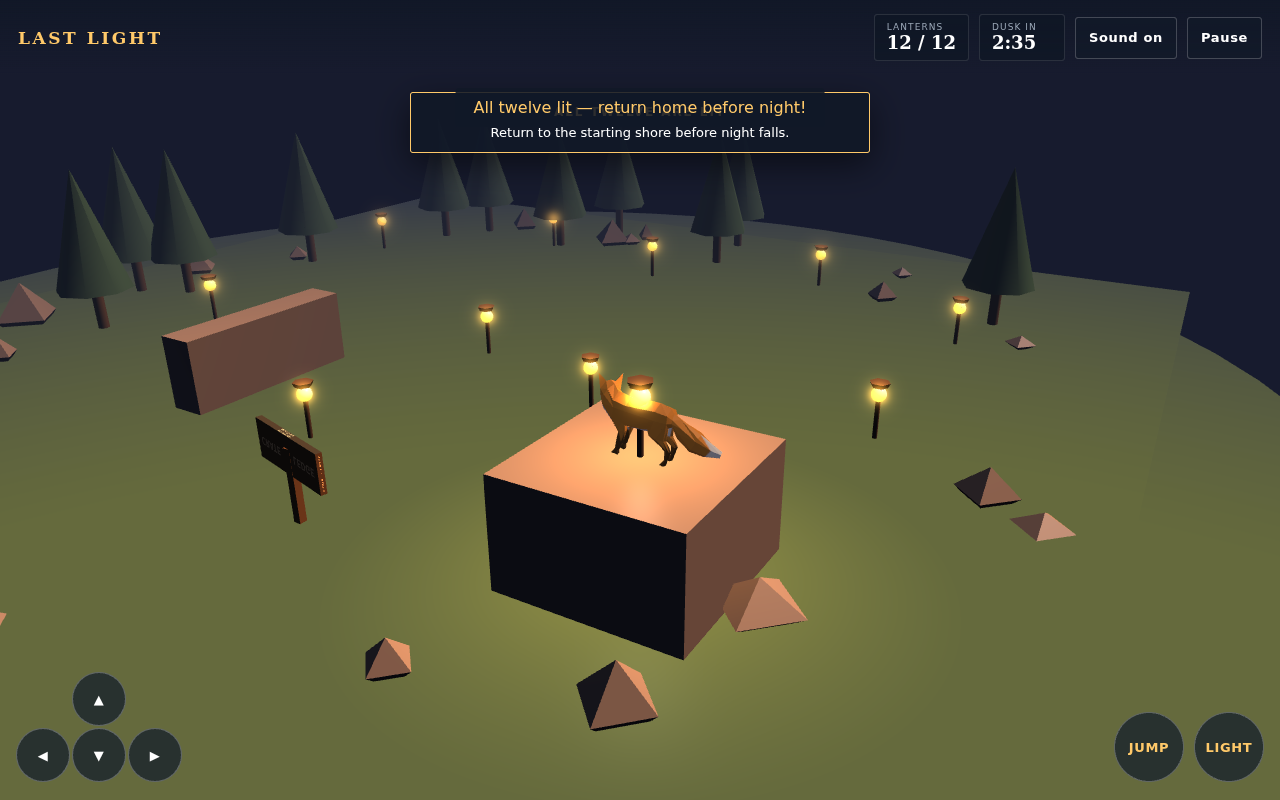 LAST LIGHT
LANTERNS
12 / 12
DUSK IN
2:35
Sound on
Pause
All twelve lit — return home before night!
Return to the starting shore before night falls.
JUMP
LIGHT